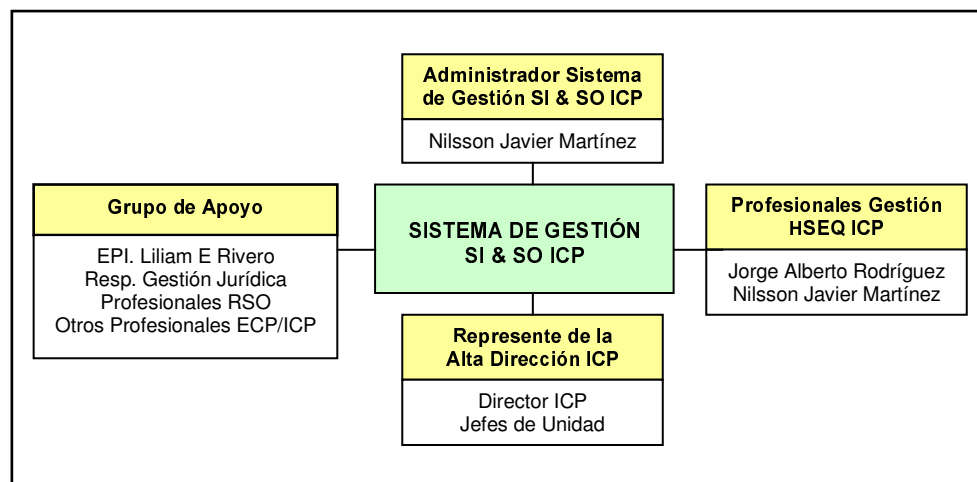 Administrador Sistema
de Gestión SI & SO ICP
Nilsson Javier Martínez
Grupo de Apoyo
EPI. Liliam E Rivero
Resp. Gestión Jurídica
Profesionales RSO
Otros Profesionales ECP/ICP
SISTEMA DE GESTIÓN
SI & SO ICP
Profesionales Gestión
HSEQ ICP
Jorge Alberto Rodríguez
Nilsson Javier Martínez
Represente de la
Alta Dirección ICP
Director ICP
Jefes de Unidad